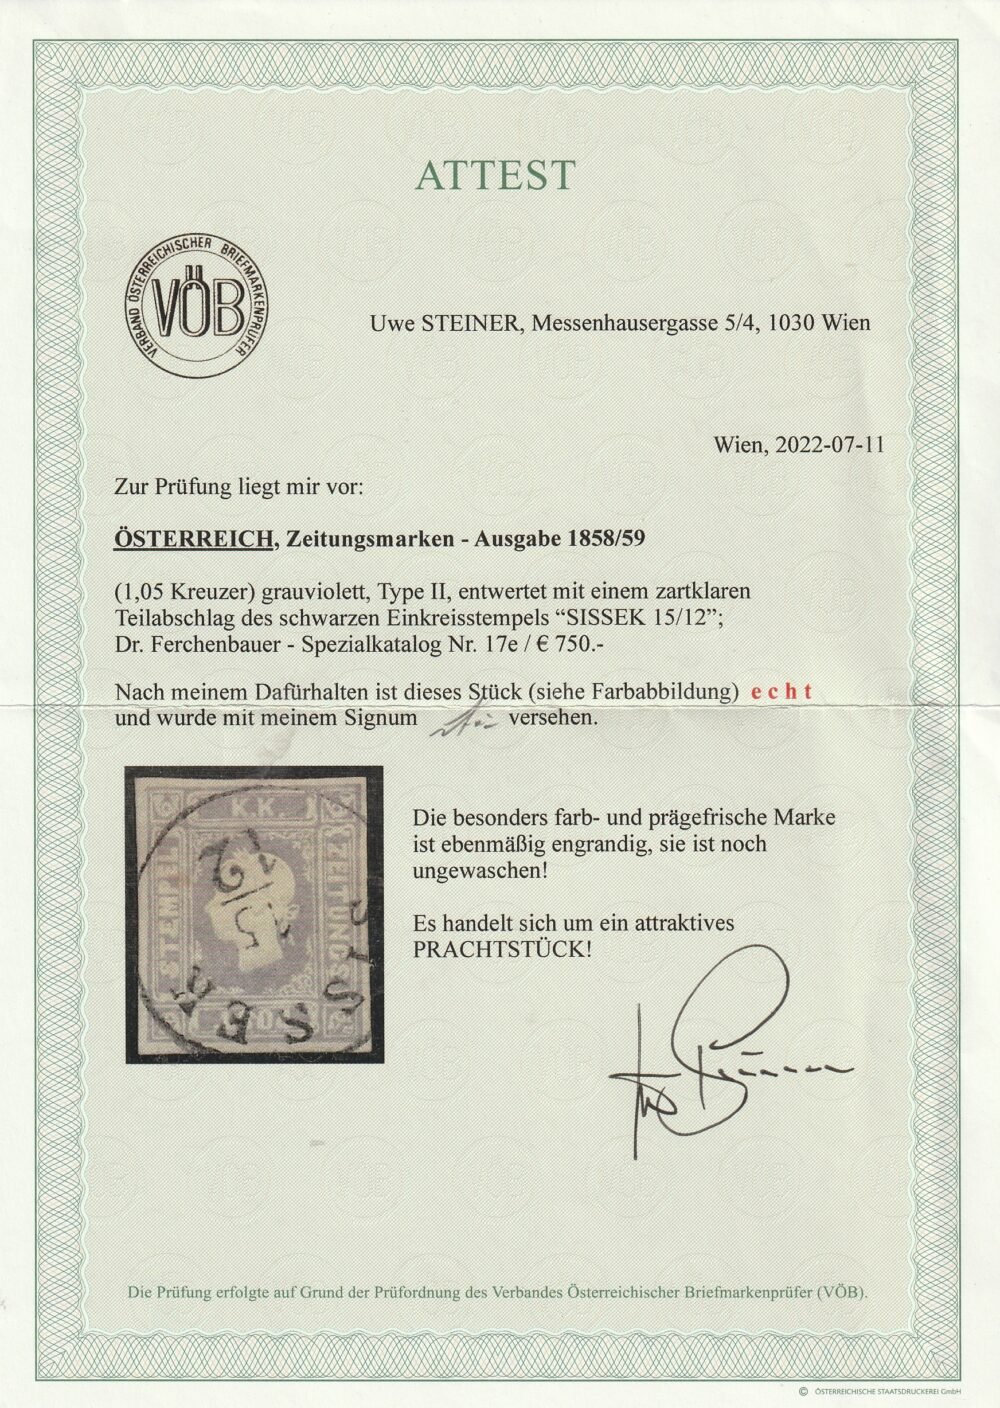 ATTEST
VERBAND ÖSTERREICHISCHER BRIEFMARKENPRÜFER
VÖB
Uwe STEINER, Messenhausergasse 5/4, 1030 Wien
Wien, 2022-07-11
Zur Prüfung liegt mir vor:
ÖSTERREICH, Zeitungsmarken - Ausgabe 1858/59
(1,05 Kreuzer) grauviolett, Type II, entwertet mit einem zartklaren
Teilabschlag des schwarzen Einkreisstempels “SISSEK 15/12”;
Dr. Ferchenbauer - Spezialkatalog Nr. 17e / € 750.-
Nach meinem Dafürhalten ist dieses Stück (siehe Farbabbildung) e c h t
und wurde mit meinem Signum versehen.
K.K.
STEMPEL
ZEITUNGS
SISSEK
15/12
Die besonders farb- und prägefrische Marke
ist ebenmäßig engrandig, sie ist noch
ungewaschen!
Es handelt sich um ein attraktives
PRACHTSTÜCK!
Die Prüfung erfolgte auf Grund der Prüfordnung des Verbandes Österreichischer Briefmarkenprüfer (VÖB).
© ÖSTERREICHISCHE STAATSDRUCKEREI GmbH